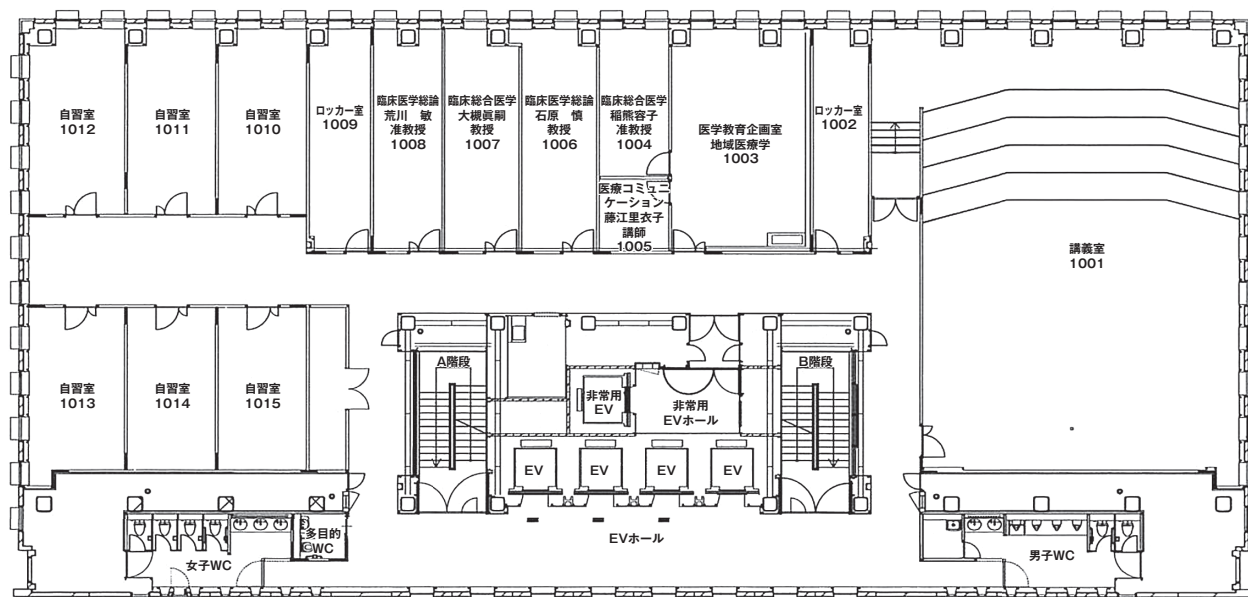 自習室
1012
自習室
1011
自習室
1010
ロッカー室
1009
臨床医学総論
荒川 敏
准教授
1008
臨床総合医学
大槻眞嗣
教授
1007
臨床医学総論
石原 慎
教授
1006
臨床総合医学
稲熊容子
准教授
1004
医療コミュニ
ケーション
藤江里衣子
講師
1005
医学教育企画室
地域医療学
1003
ロッカー室
1002
講義室
1001
自習室
1013
自習室
1014
自習室
1015
A階段
非常用
EV
非常用
EVホール
B階段
EV
EV
EV
EV
EVホール
女子WC
多目的
WC
男子WC